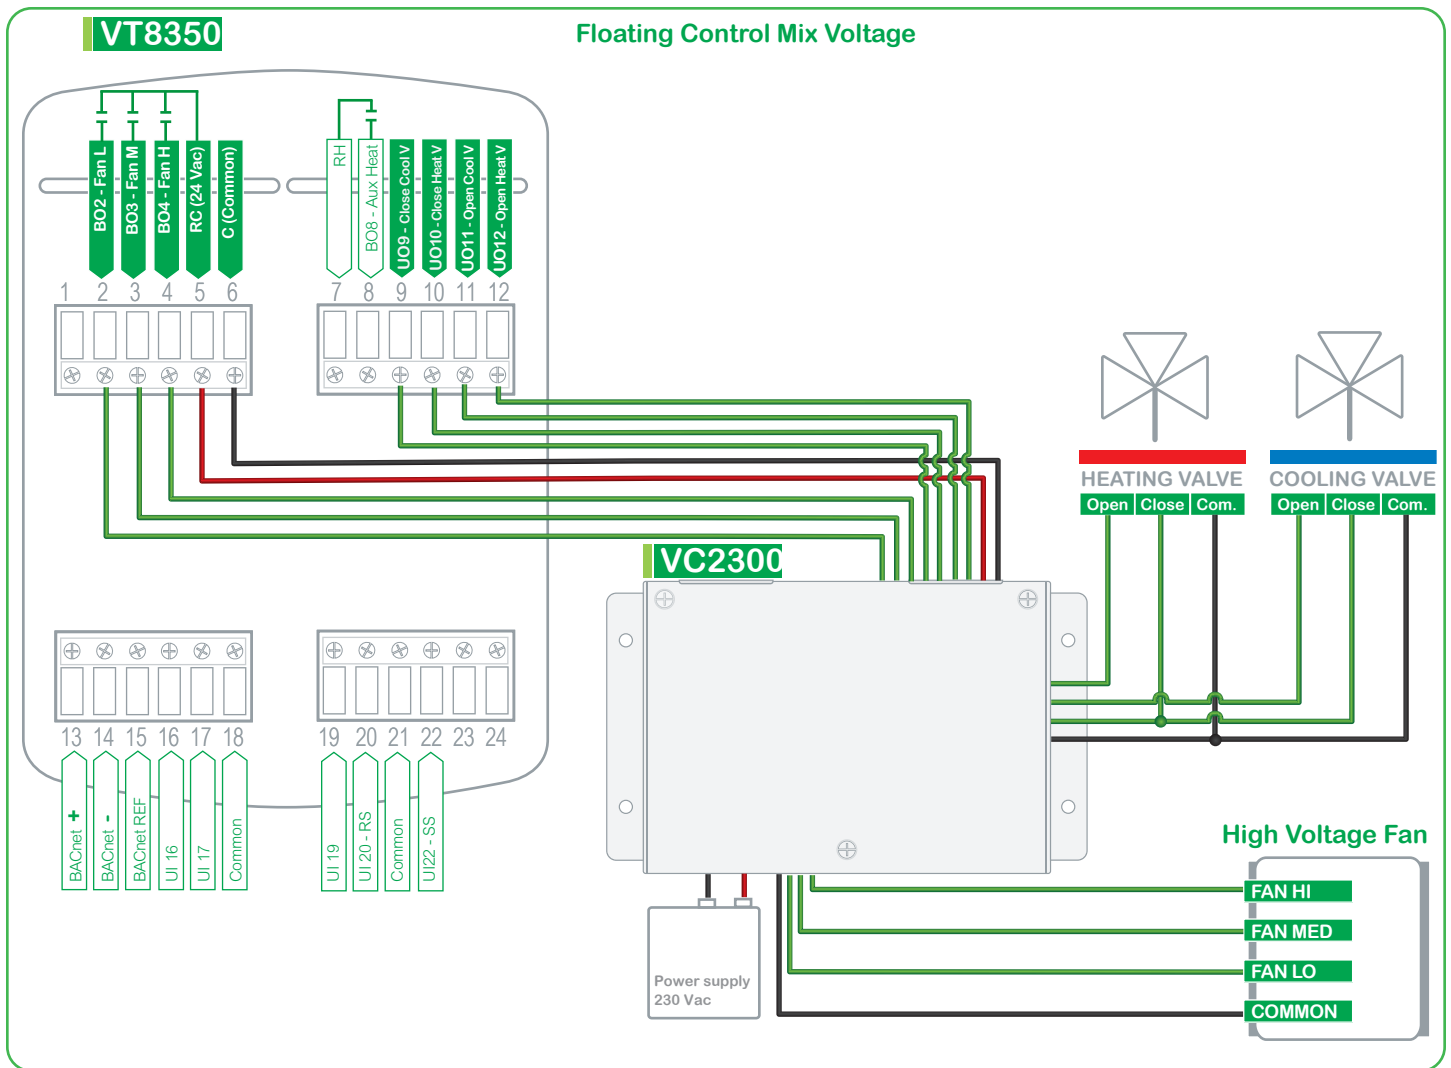 VT8350
Floating Control Mix Voltage
BO2 - Fan L
BO3 - Fan M
BO4 - Fan H
RC (24 Vac)
C (Common)
RH
BO8 - Aux Heat
UO9 - Close Cool V
UO10 - Close Heat V
UO11 - Open Cool V
UO12 - Open Heat V
1 2 3 4 5 6
7 8 9 10 11 12
HEATING VALVE
Open Close Com.
COOLING VALVE
Open Close Com.
VC2300
13 14 15 16 17 18
19 20 21 22 23 24
BACnet +
BACnet -
BACnet REF
UI 16
UI 17
Common
UI 19
UI 20 - RS
Common
UI22 - SS
Power supply
230 Vac
High Voltage Fan
FAN HI
FAN MED
FAN LO
COMMON